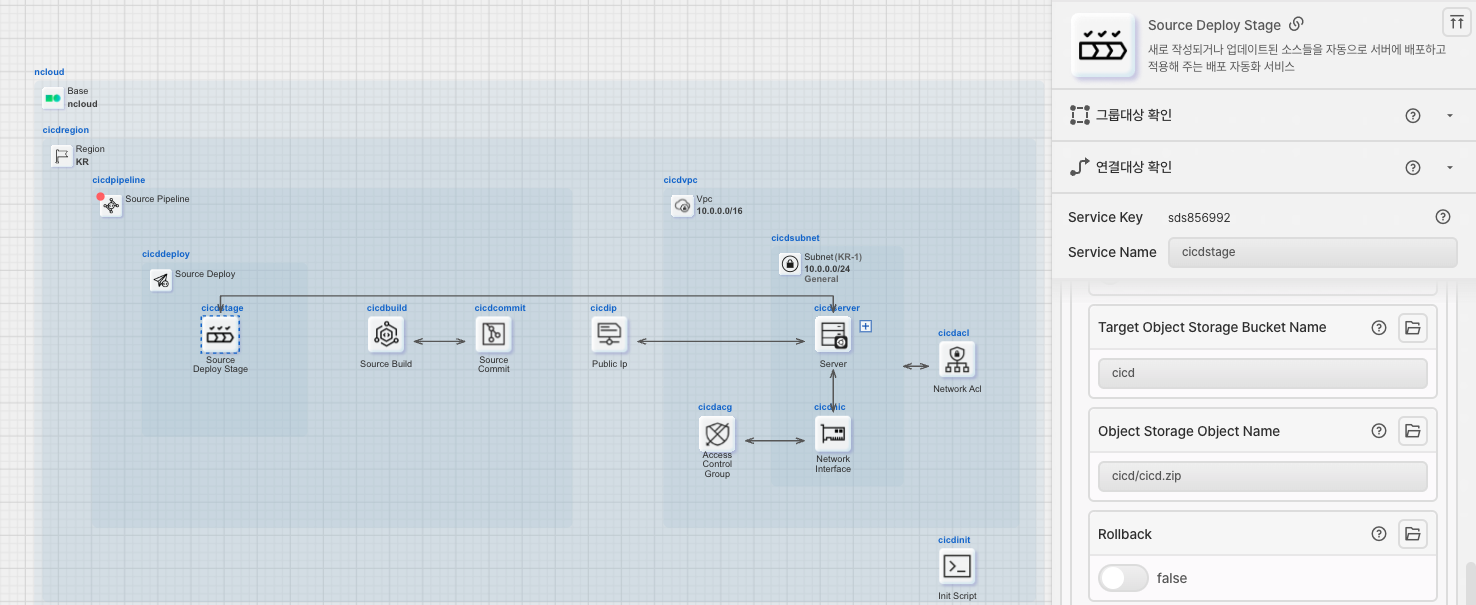 ncloud
Base
ncloud
cicdregion
Region
KR
cicdpipeline
Source Pipeline
cicddeploy
Source Deploy
cicdstage
Source
Deploy Stage
cicdbuild
Source Build
cicdcommit
Source
Commit
cicdip
Public Ip
cicdvpc
Vpc
10.0.0.0/16
cicdsubnet
Subnet(KR-1)
10.0.0.0/24
General
cicdserver
Server
cicdacl
Network Acl
cicdacg
Access
Control
Group
cicdnic
Network
Interface
cicdinit
Init Script
Source Deploy Stage
새로 작성되거나 업데이트된 소스들을 자동으로 서버에 배포하고
적용해 주는 배포 자동화 서비스
그룹대상 확인
연결대상 확인
Service Key sds856992
Service Name cicdstage
Target Object Storage Bucket Name
cicd
Object Storage Object Name
cicd/cicd.zip
Rollback
false